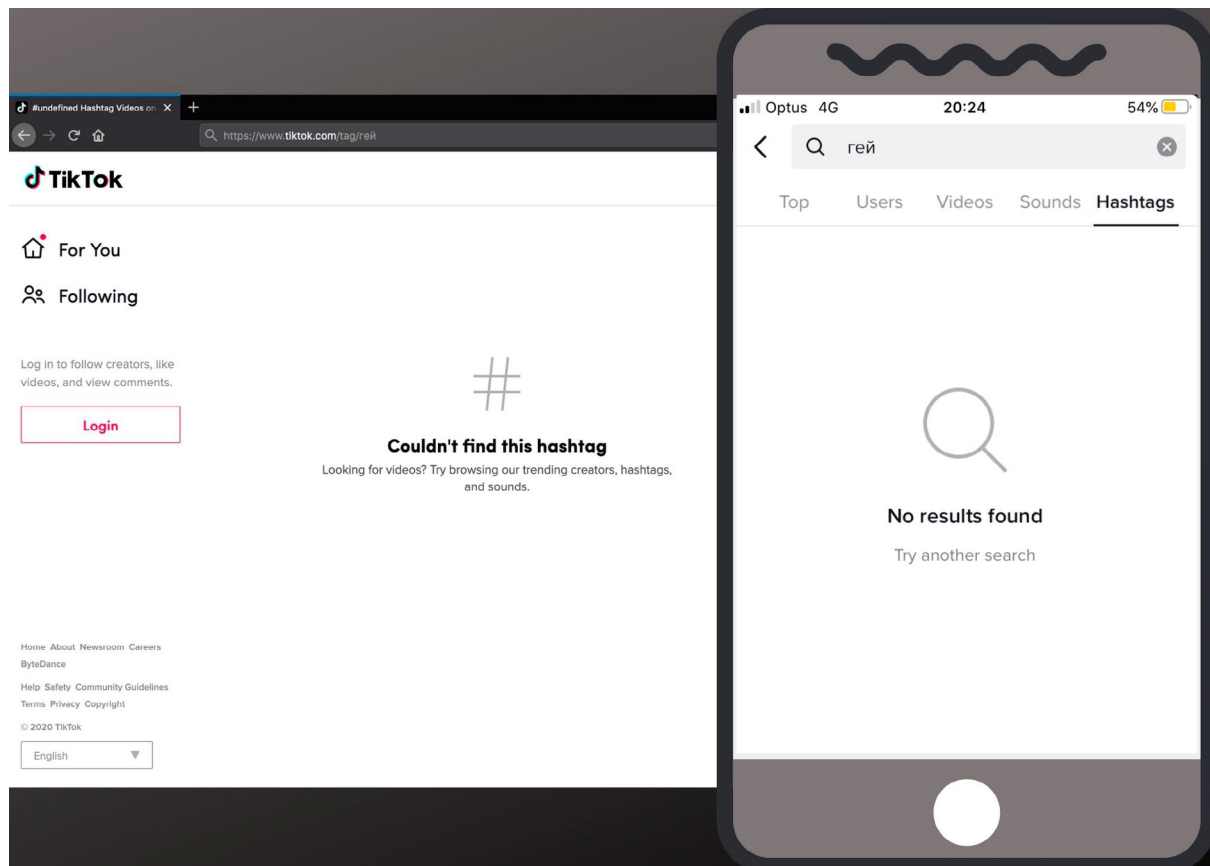 #undefined Hashtag Videos on
https://www.tiktok.com/tag/гей
TikTok
For You
Following
Log in to follow creators, like
videos, and view comments.
Login
Couldn't find this hashtag
Looking for videos? Try browsing our trending creators, hashtags,
and sounds.
Home About Newsroom Careers
ByteDance
Help Safety Community Guidelines
Terms Privacy Copyright
© 2020 TikTok
English
Optus 4G 20:24 54%
гей
Top Users Videos Sounds Hashtags
No results found
Try another search